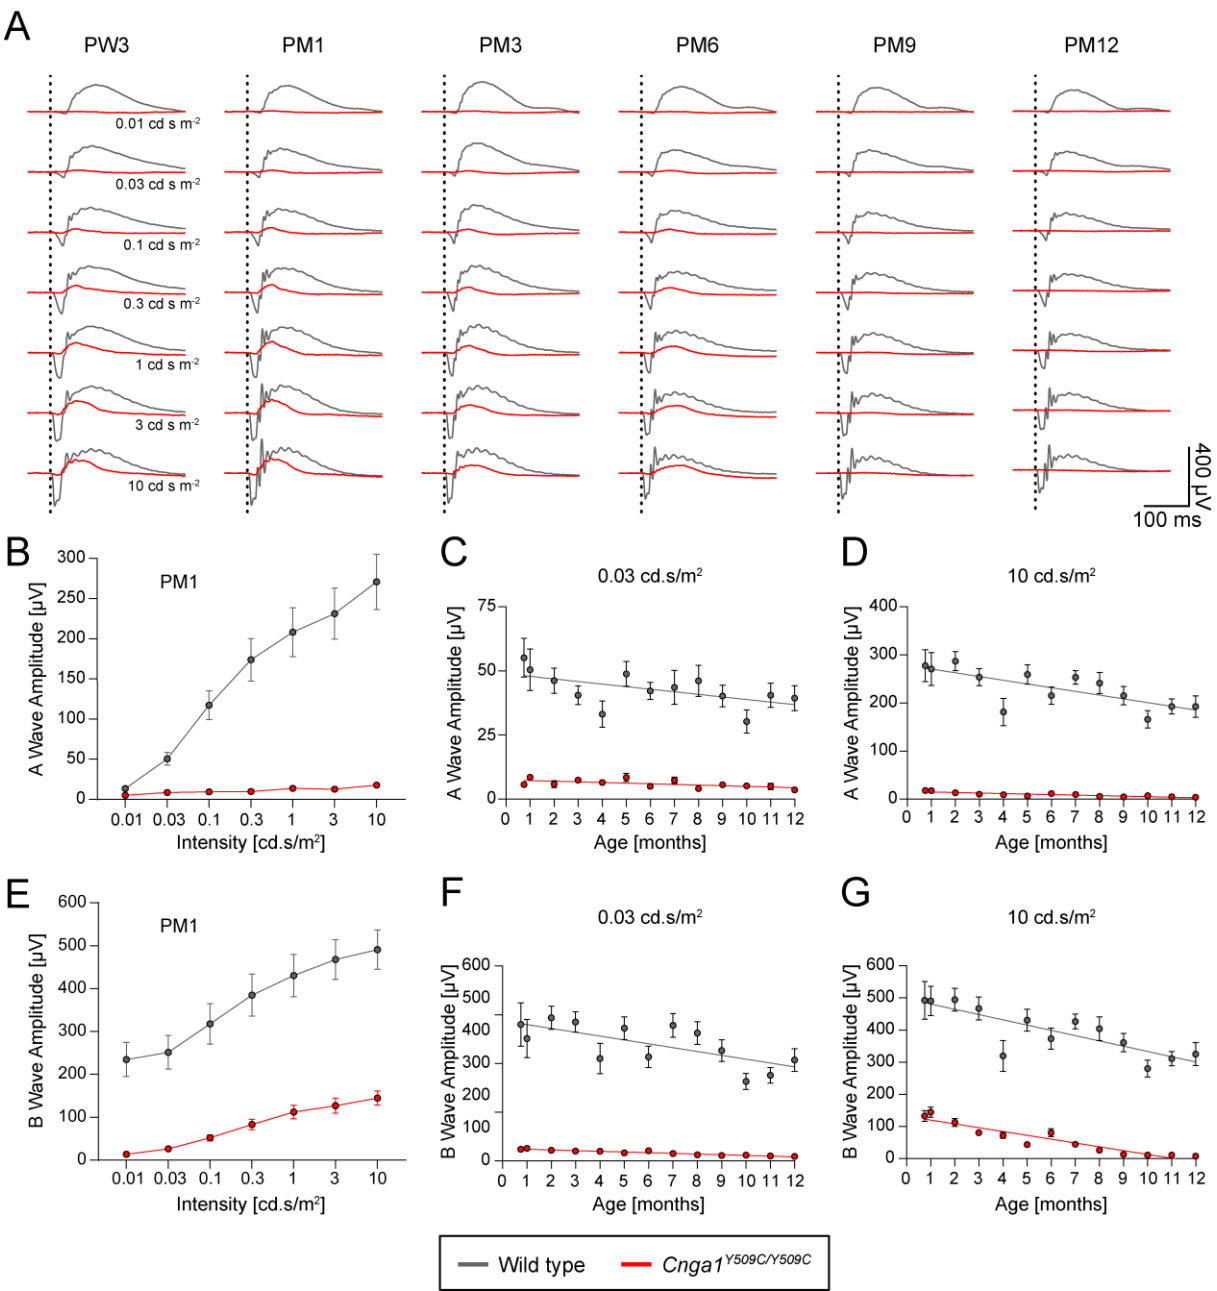 A
PW3 PM1 PM3 PM6 PM9 PM12
0.01 cd s m-2
0.03 cd s m-2
0.1 cd s m-2
0.3 cd s m-2
1 cd s m-2
3 cd s m-2
10 cd s m-2
400 µV
100 ms
B
PM1
A Wave Amplitude [µV]
300
250
200
150
100
50
0
0.01 0.03 0.1 0.3 1 3 10
Intensity [cd.s/m²]
C
0.03 cd.s/m²
A Wave Amplitude [µV]
75
50
25
0
0 1 2 3 4 5 6 7 8 9 10 11 12
Age [months]
D
10 cd.s/m²
A Wave Amplitude [µV]
400
300
200
100
0
0 1 2 3 4 5 6 7 8 9 10 11 12
Age [months]
E
PM1
B Wave Amplitude [µV]
600
500
400
300
200
100
0
0.01 0.03 0.1 0.3 1 3 10
Intensity [cd.s/m²]
F
0.03 cd.s/m²
B Wave Amplitude [µV]
600
500
400
300
200
100
0
0 1 2 3 4 5 6 7 8 9 10 11 12
Age [months]
G
10 cd.s/m²
B Wave Amplitude [µV]
600
500
400
300
200
100
0
0 1 2 3 4 5 6 7 8 9 10 11 12
Age [months]
Wild type Cnga1Y509C/Y509C